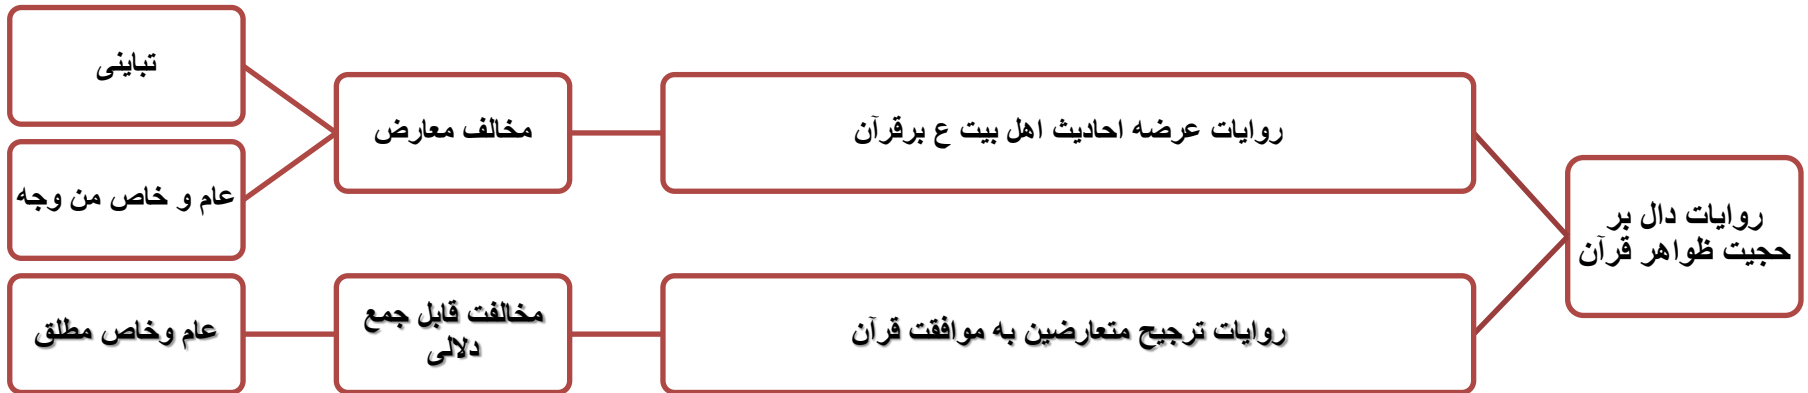 روایات دال بر
حجیت ظواهر قرآن
روایات عرضه احادیث اهل بیت ع برقرآن
مخالف معارض
تباینی
عام و خاص من وجه
روایات ترجیح متعارضین به موافقت قرآن
مخالفت قابل جمع
دلالی
عام وخاص مطلق